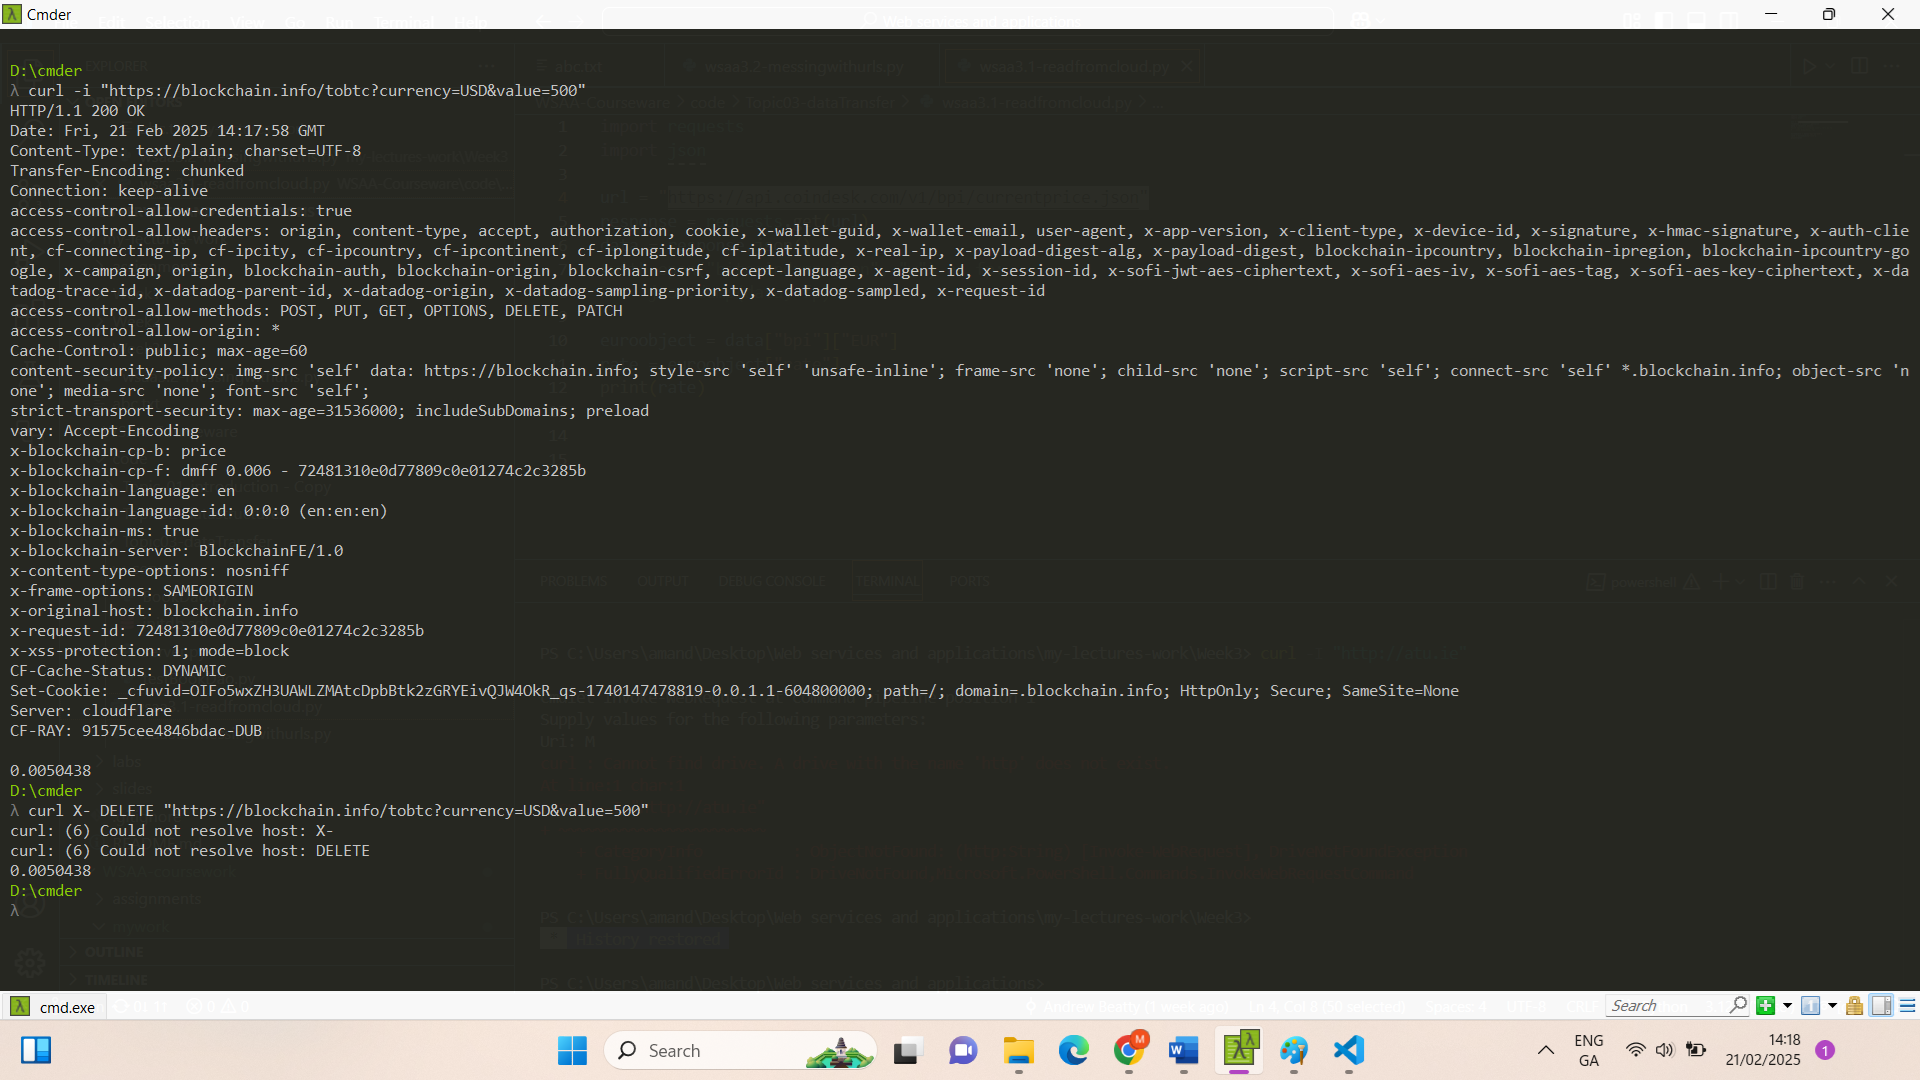 Cmder
D:\cmder
λ curl -i "https://blockchain.info/tobtc?currency=USD&value=500"
HTTP/1.1 200 OK
Date: Fri, 21 Feb 2025 14:17:58 GMT
Content-Type: text/plain; charset=UTF-8
Transfer-Encoding: chunked
Connection: keep-alive
access-control-allow-credentials: true
access-control-allow-headers: origin, content-type, accept, authorization, cookie, x-wallet-guid, x-wallet-email, user-agent, x-app-version, x-client-type, x-device-id, x-signature, x-hmac-signature, x-auth-clie
nt, cf-connecting-ip, cf-ipcity, cf-ipcountry, cf-ipcontinent, cf-iplongitude, cf-iplatitude, x-real-ip, x-payload-digest-alg, x-payload-digest, blockchain-ipcountry, blockchain-ipregion, blockchain-ipcountry-go
ogle, x-campaign, origin, blockchain-auth, blockchain-origin, blockchain-csrf, accept-language, x-agent-id, x-session-id, x-sofi-jwt-aes-ciphertext, x-sofi-aes-iv, x-sofi-aes-tag, x-sofi-aes-key-ciphertext, x-da
tadog-trace-id, x-datadog-parent-id, x-datadog-origin, x-datadog-sampling-priority, x-datadog-sampled, x-request-id
access-control-allow-methods: POST, PUT, GET, OPTIONS, DELETE, PATCH
access-control-allow-origin: *
Cache-Control: public; max-age=60
content-security-policy: img-src 'self' data: https://blockchain.info; style-src 'self' 'unsafe-inline'; frame-src 'none'; child-src 'none'; script-src 'self'; connect-src 'self' *.blockchain.info; object-src 'n
one'; media-src 'none'; font-src 'self';
strict-transport-security: max-age=31536000; includeSubDomains; preload
vary: Accept-Encoding
x-blockchain-cp-b: price
x-blockchain-cp-f: dmff 0.006 - 72481310e0d77809c0e01274c2c3285b
x-blockchain-language: en
x-blockchain-language-id: 0:0:0 (en:en:en)
x-blockchain-ms: true
x-blockchain-server: BlockchainFE/1.0
x-content-type-options: nosniff
x-frame-options: SAMEORIGIN
x-original-host: blockchain.info
x-request-id: 72481310e0d77809c0e01274c2c3285b
x-xss-protection: 1; mode=block
CF-Cache-Status: DYNAMIC
Set-Cookie: _cfuvid=OIFo5wxZH3UAWLZMAtcDpbBtk2zGRYEivQJW4OkR_qs-1740147478819-0.0.1.1-604800000; path=/; domain=.blockchain.info; HttpOnly; Secure; SameSite=None
Server: cloudflare
CF-RAY: 91575cee4846bdac-DUB
0.0050438
D:\cmder
λ curl X- DELETE "https://blockchain.info/tobtc?currency=USD&value=500"
curl: (6) Could not resolve host: X-
curl: (6) Could not resolve host: DELETE
0.0050438
D:\cmder
λ
cmd.exe
Search
Search
ENG
GA
14:18
21/02/2025
1